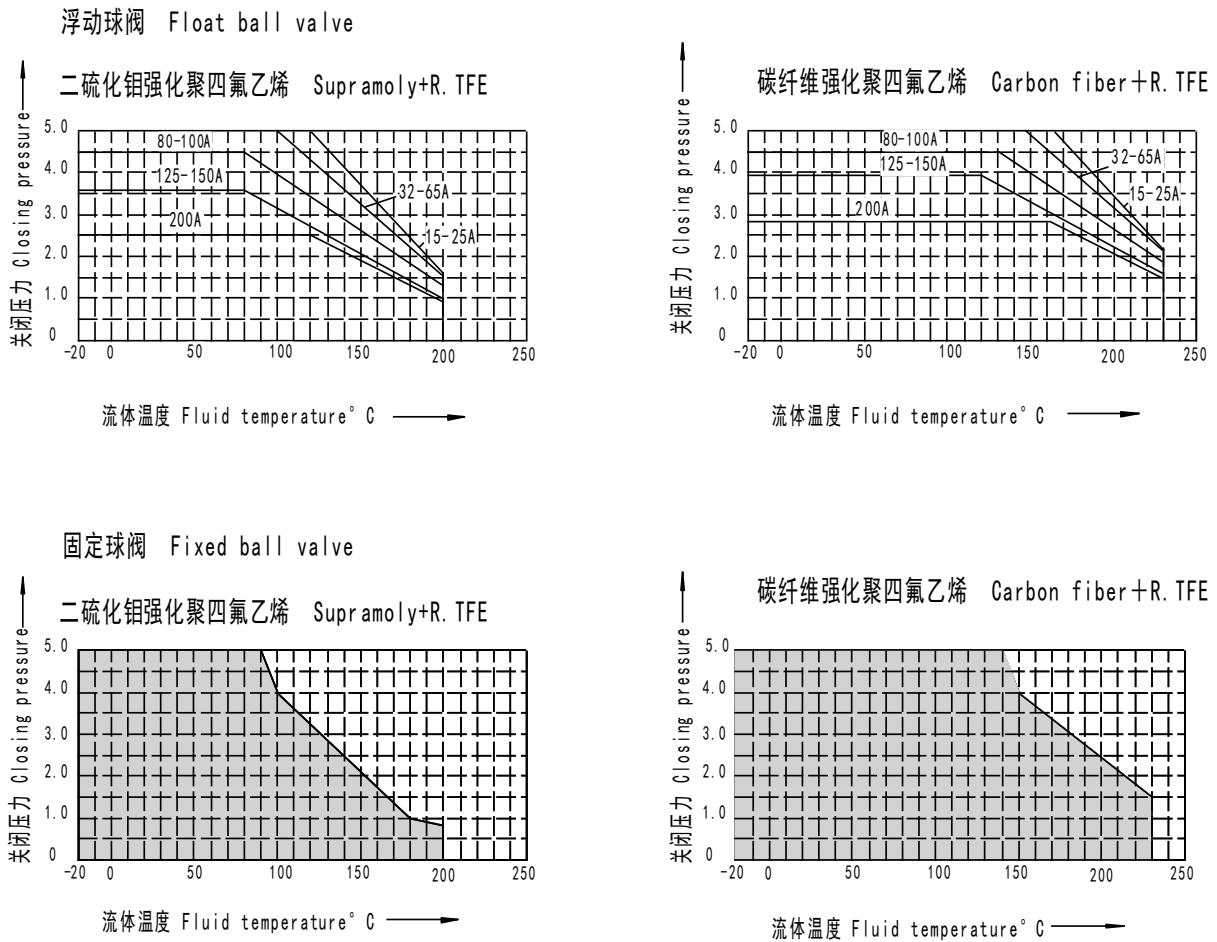 浮动球阀 Float ball valve
二硫化钼强化聚四氟乙烯 Supramoly+R.TFE
关闭压力 Closing pressure
5.0
4.0
3.0
2.0
1.0
0
80-100A
125-150A
200A
32-65A
15-25A
-20 0 50 100 150 200 250
流体温度 Fluid temperature° C
碳纤维强化聚四氟乙烯 Carbon fiber+R.TFE
关闭压力 Closing pressure
5.0
4.0
3.0
2.0
1.0
0
80-100A
125-150A
200A
32-65A
15-25A
-20 0 50 100 150 200 250
流体温度 Fluid temperature° C
固定球阀 Fixed ball valve
二硫化钼强化聚四氟乙烯 Supramoly+R.TFE
关闭压力 Closing pressure
5.0
4.0
3.0
2.0
1.0
0
-20 0 50 100 150 200 250
流体温度 Fluid temperature° C
碳纤维强化聚四氟乙烯 Carbon fiber+R.TFE
关闭压力 Closing pressure
5.0
4.0
3.0
2.0
1.0
0
-20 0 50 100 150 200 250
流体温度 Fluid temperature° C